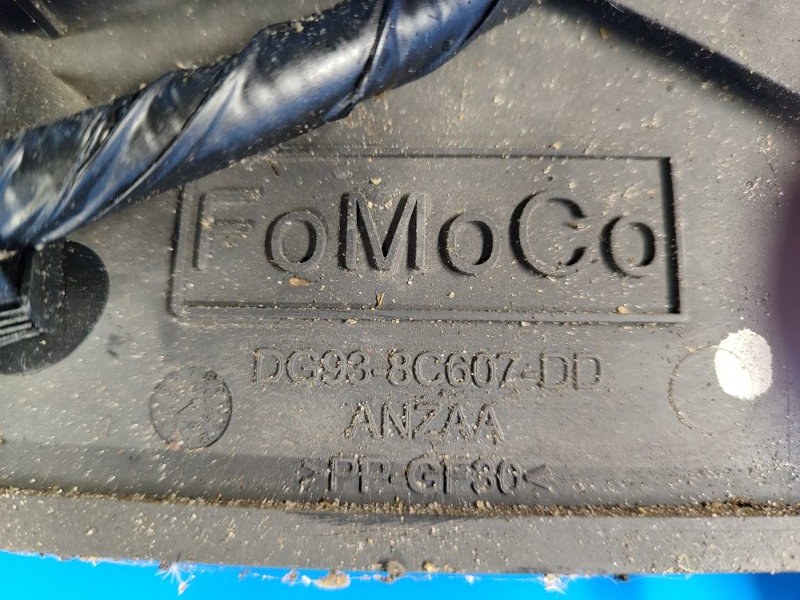 FoMoCo
DG93-8C607-DD
ANZAA
>PP-GF30<